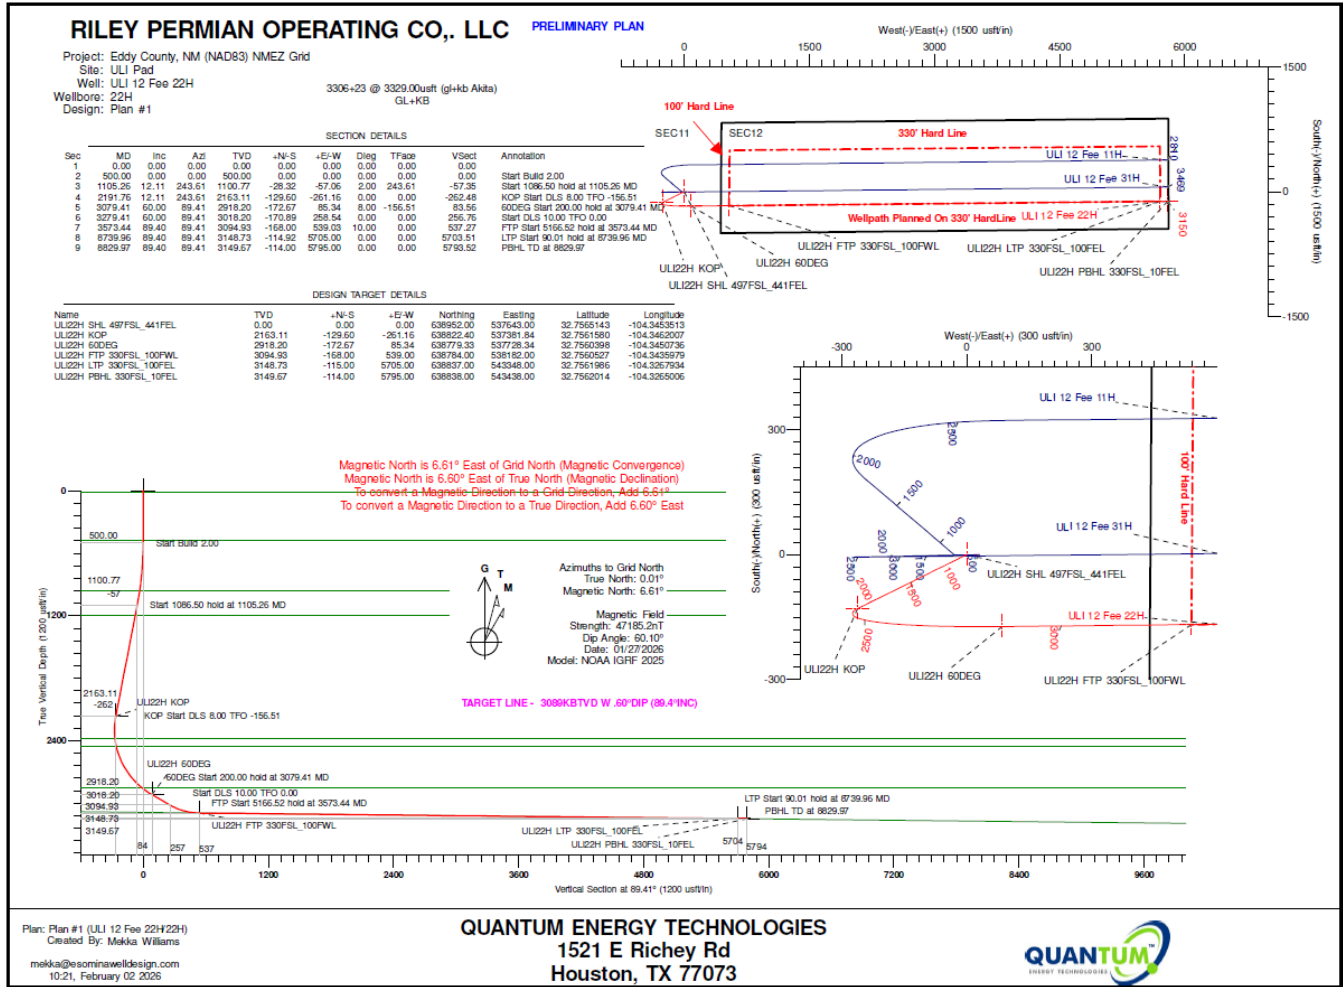 RILEY PERMIAN OPERATING CO,. LLC
PRELIMINARY PLAN
Project: Eddy County, NM (NAD83) NMEZ Grid
Site: ULI Pad
Well: ULI 12 Fee 22H
Wellbore: 22H
Design: Plan #1
3306+23 @ 3329.00usft (gl+kb Akita)
GL+KB
SECTION DETAILS
Sec MD Inc Azi TVD +N/-S +E/-W Dleg TFace VSect Annotation
1 0.00 0.00 0.00 0.00 0.00 0.00 0.00 0.00 0.00
2 500.00 0.00 0.00 500.00 0.00 0.00 0.00 0.00 0.00 Start Build 2.00
3 1105.26 12.11 243.61 1100.77 -28.32 -57.06 2.00 243.61 -57.35 Start 1086.50 hold at 1105.26 MD
4 2191.76 12.11 243.61 2163.11 -129.60 -261.16 0.00 0.00 -262.48 KOP Start DLS 8.00 TFO -156.51
5 3079.41 60.00 89.41 2918.20 -172.67 85.34 8.00 -156.51 83.56 60DEG Start 200.00 hold at 3079.41 MD
6 3279.41 60.00 89.41 3018.20 -170.89 258.54 0.00 0.00 256.76 Start DLS 10.00 TFO 0.00
7 3573.44 89.40 89.41 3094.93 -168.00 539.03 10.00 0.00 537.27 FTP Start 5166.52 hold at 3573.44 MD
8 8739.96 89.40 89.41 3148.73 -114.92 5705.00 0.00 0.00 5703.51 LTP Start 90.01 hold at 8739.96 MD
9 8829.97 89.40 89.41 3149.67 -114.00 5795.00 0.00 0.00 5793.52 PBHL TD at 8829.97
DESIGN TARGET DETAILS
Name TVD +N/-S +E/-W Northing Easting Latitude Longitude
ULI22H SHL 497FSL_441FEL 0.00 0.00 0.00 638952.00 537643.00 32.7565143 -104.3453513
ULI22H KOP 2163.11 -129.60 -261.16 638822.40 537381.84 32.7561580 -104.3462007
ULI22H 60DEG 2918.20 -172.67 85.34 638779.33 537728.34 32.7560398 -104.3450736
ULI22H FTP 330FSL_100FWL 3094.93 -168.00 539.00 638784.00 538182.00 32.7560527 -104.3435979
ULI22H LTP 330FSL_100FEL 3148.73 -115.00 5705.00 638837.00 543348.00 32.7561986 -104.3267934
ULI22H PBHL 330FSL_10FEL 3149.67 -114.00 5795.00 638838.00 543438.00 32.7562014 -104.3265006
West(-)/East(+) (1500 usft/in)
0 1500 3000 4500 6000
1500
0
-1500
South(-)/North(+) (1500 usft/in)
100' Hard Line
SEC11
SEC12
330' Hard Line
ULI 12 Fee 11H
2810
ULI 12 Fee 31H
3469
Wellpath Planned On 330' HardLine
ULI 12 Fee 22H
3150
ULI22H FTP 330FSL_100FWL
ULI22H LTP 330FSL_100FEL
ULI22H 60DEG
ULI22H KOP
ULI22H PBHL 330FSL_10FEL
ULI22H SHL 497FSL_441FEL
West(-)/East(+) (300 usft/in)
-300 0 300
300
0
-300
South(-)/North(+) (300 usft/in)
ULI 12 Fee 11H
2500
2000
1500
1000
100' Hard Line
ULI 12 Fee 31H
2000
2500
3000
1500
500
ULI22H SHL 497FSL_441FEL
1000
1500
2000
2500
3000
ULI 12 Fee 22H
ULI22H KOP
ULI22H 60DEG
ULI22H FTP 330FSL_100FWL
Magnetic North is 6.61° East of Grid North (Magnetic Convergence)
Magnetic North is 6.60° East of True North (Magnetic Declination)
To convert a Magnetic Direction to a Grid Direction, Add 6.61°
To convert a Magnetic Direction to a True Direction, Add 6.60° East
G T M
Azimuths to Grid North
True North: 0.01°
Magnetic North: 6.61°
Magnetic Field
Strength: 47185.2nT
Dip Angle: 60.10°
Date: 01/27/2026
Model: NOAA IGRF 2025
TARGET LINE - 3089KBTVD W .60°DIP (89.4°INC)
True Vertical Depth (1200 usft/in)
0
1200
2400
500.00
Start Build 2.00
1100.77
-57
Start 1086.50 hold at 1105.26 MD
2163.11
-262
ULI22H KOP
KOP Start DLS 8.00 TFO -156.51
ULI22H 60DEG
60DEG Start 200.00 hold at 3079.41 MD
2918.20
3018.20
Start DLS 10.00 TFO 0.00
3094.93
FTP Start 5166.52 hold at 3573.44 MD
3148.73
3149.67
ULI22H FTP 330FSL_100FWL
LTP Start 90.01 hold at 8739.96 MD
PBHL TD at 8829.97
ULI22H LTP 330FSL_100FEL
ULI22H PBHL 330FSL_10FEL
84 257 537 5704 5794
0 1200 2400 3600 4800 6000 7200 8400 9600
Vertical Section at 89.41° (1200 usft/in)
Plan: Plan #1 (ULI 12 Fee 22H/22H)
Created By: Mekka Williams
mekka@esominawelldesign.com
10:21, February 02 2026
QUANTUM ENERGY TECHNOLOGIES
1521 E Richey Rd
Houston, TX 77073
QUANTUM™
ENERGY TECHNOLOGIES